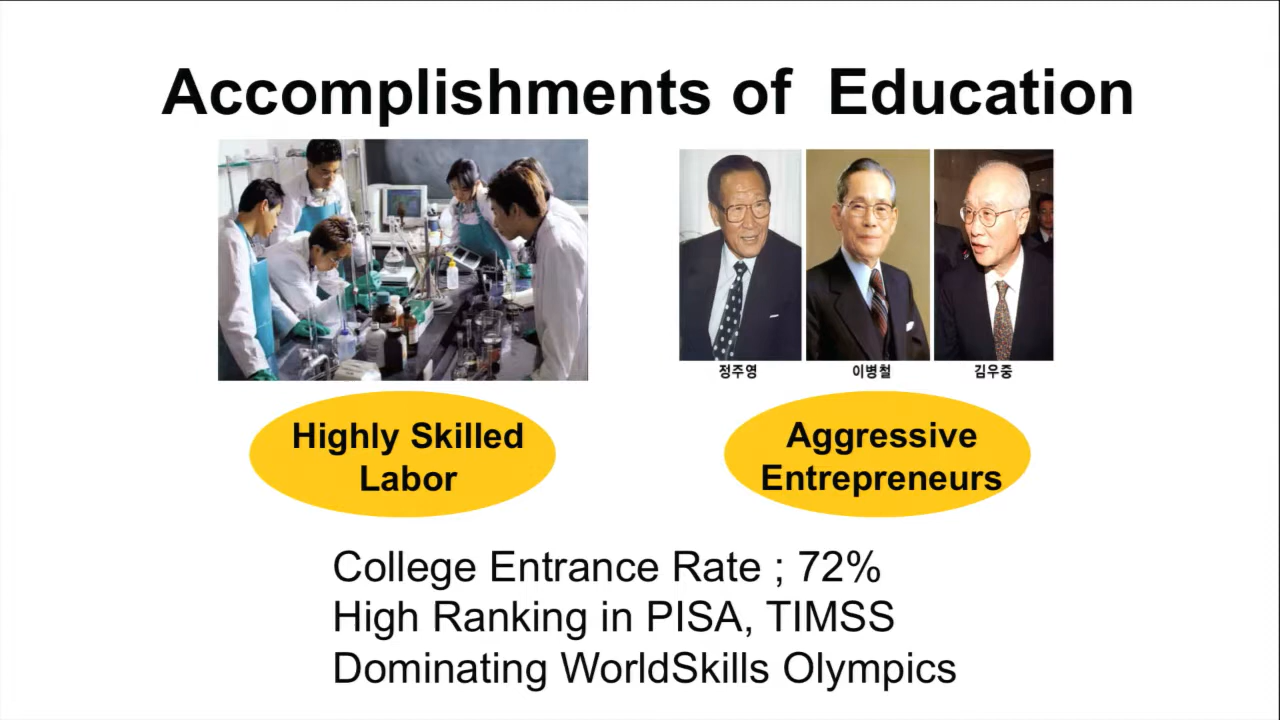 Accomplishments of Education
정주영
이병철
김우중
Highly Skilled
Labor
Aggressive
Entrepreneurs
College Entrance Rate ; 72%
High Ranking in PISA, TIMSS
Dominating WorldSkills Olympics